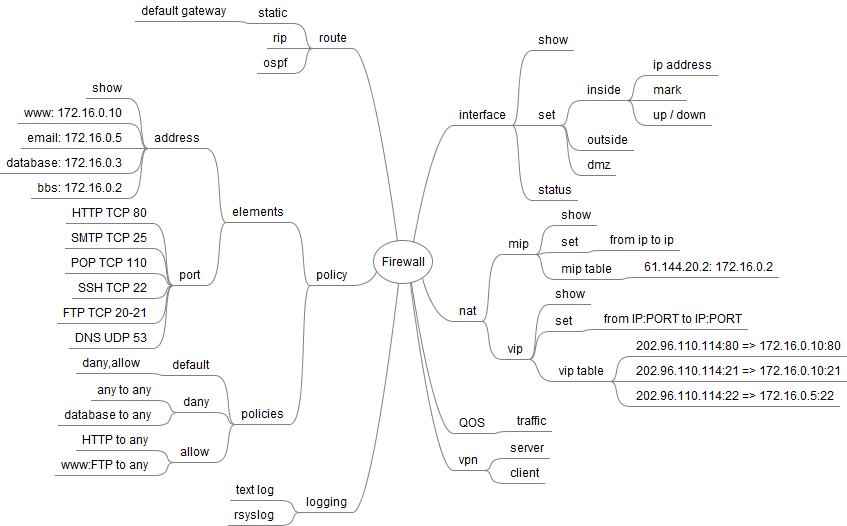 Firewall
route
static
default gateway
rip
ospf
policy
elements
address
show
www: 172.16.0.10
email: 172.16.0.5
database: 172.16.0.3
bbs: 172.16.0.2
port
HTTP TCP 80
SMTP TCP 25
POP TCP 110
SSH TCP 22
FTP TCP 20-21
DNS UDP 53
policies
default
dany,allow
dany
any to any
database to any
allow
HTTP to any
www:FTP to any
logging
text log
rsyslog
interface
show
set
inside
ip address
mark
up / down
outside
dmz
status
nat
mip
show
set
from ip to ip
mip table
61.144.20.2: 172.16.0.2
vip
show
set
from IP:PORT to IP:PORT
vip table
202.96.110.114:80 => 172.16.0.10:80
202.96.110.114:21 => 172.16.0.10:21
202.96.110.114:22 => 172.16.0.5:22
QOS
traffic
vpn
server
client